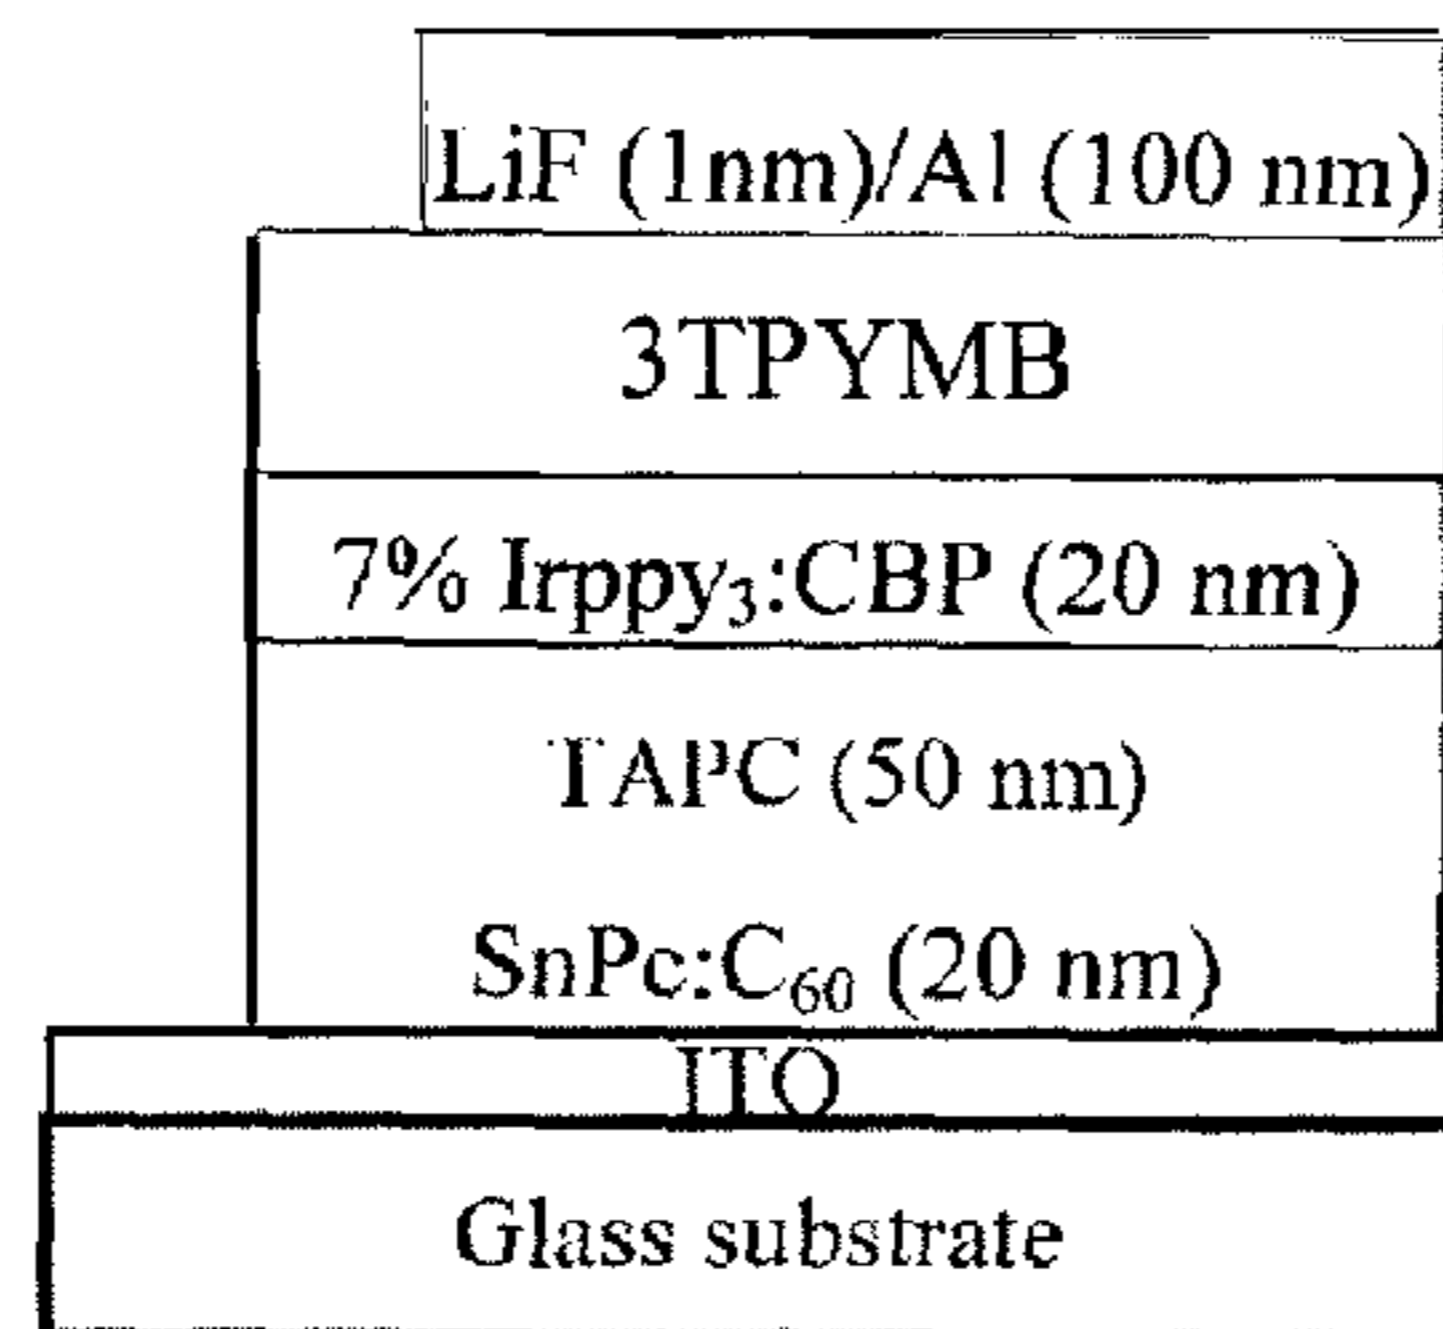 LiF (1nm)/Al (100 nm)
3TPYMB
7% Irppy₃:CBP (20 nm)
TAPC (50 nm)
SnPc:C₆₀ (20 nm)
ITO
Glass substrate